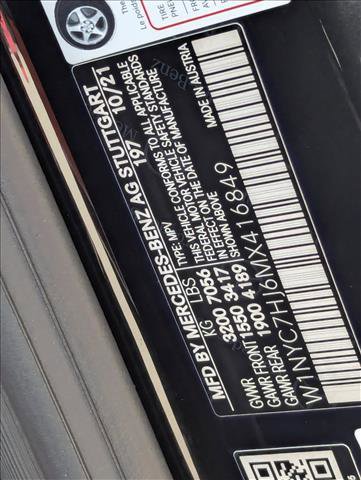 MFD BY MERCEDES-BENZ AG STUTTGART
197 10/21
TYPE: MPV
VEHICLE CONFORMS TO ALL APPLICABLE
FEDERAL MOTOR VEHICLE SAFETY STANDARDS
IN EFFECT ABOVE
THIS
THE DATE OF MANUFACTURE
SHOWN
MADE IN AUSTRIA
KG LBS
3200 7056
GVWR FRONT 1550 3417
GAWR REAR 1900 4189
W1NYC7HJ6MX416849